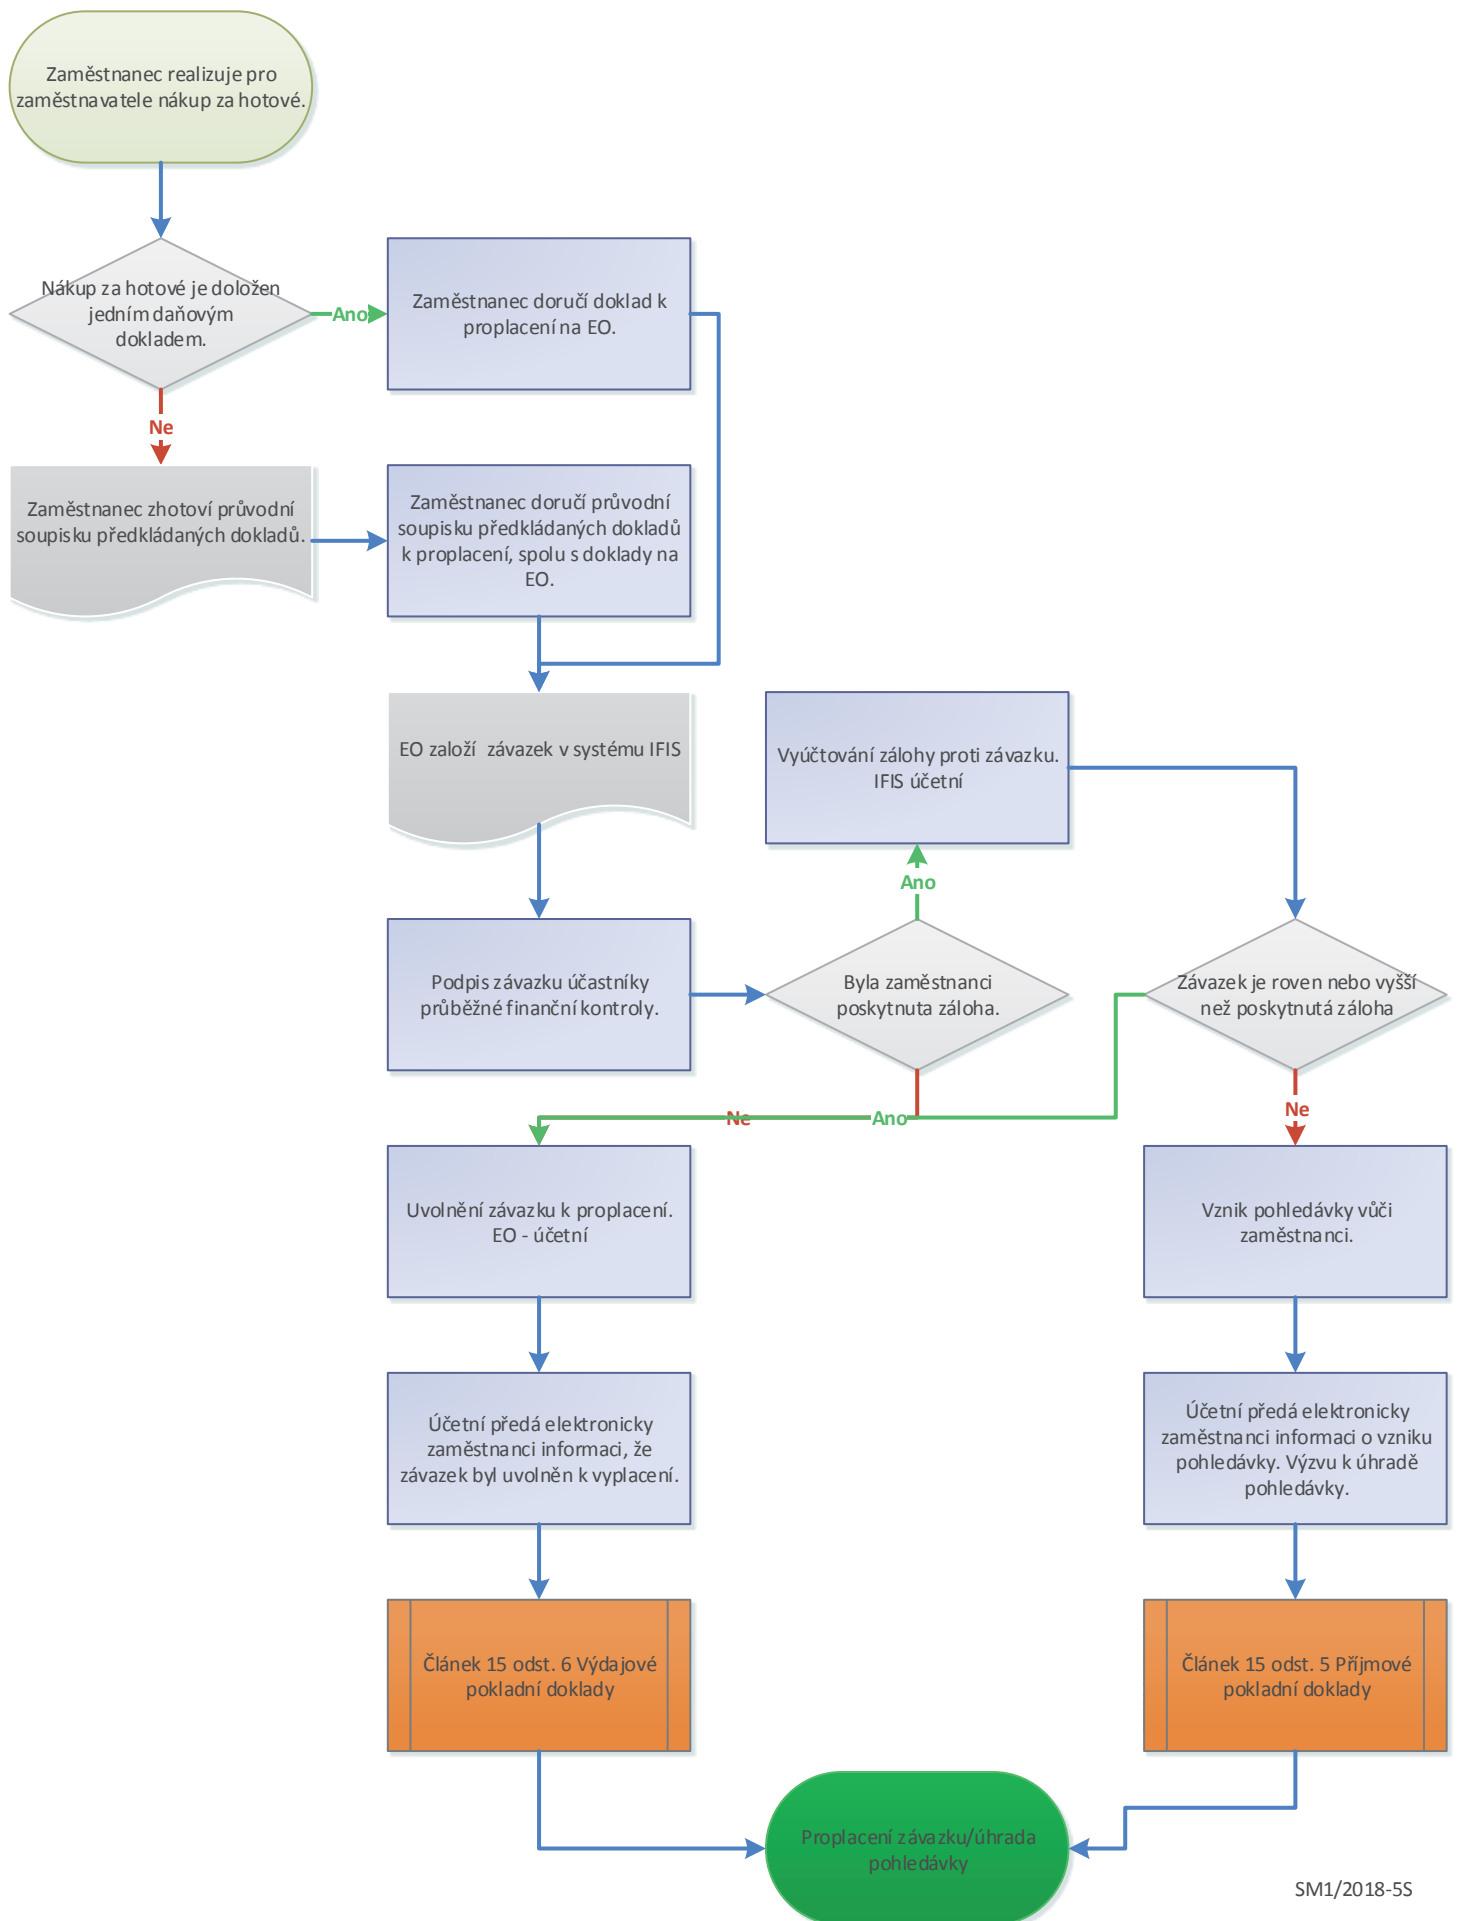 Zaměstnanec realizuje pro
zaměstnavatele nákup za hotové.
Nákup za hotové je doložen
jedním daňovým
dokladem.
Ano
Zaměstnanec doručí doklad k
proplacení na EO.
Ne
Zaměstnanec zhotoví průvodní
soupisku předkládaných dokladů.
Zaměstnanec doručí průvodní
soupisku předkládaných dokladů
k proplacení, spolu s doklady na
EO.
EO založí závazek v systému IFIS
Vyúčtování zálohy proti závazku.
IFIS účetní
Ano
Podpis závazku účastníky
průběžné finanční kontroly.
Byla zaměstnanci
poskytnuta záloha.
Závazek je roven nebo vyšší
než poskytnutá záloha
Ne
Ano
Ne
Uvolnění závazku k proplacení.
EO - účetní
Vznik pohledávky vůči
zaměstnanci.
Účetní předá elektronicky
zaměstnanci informaci, že
závazek byl uvolněn k vyplacení.
Účetní předá elektronicky
zaměstnanci informaci o vzniku
pohledávky. Výzvu k úhradě
pohledávky.
Článek 15 odst. 6 Výdajové
pokladní doklady
Článek 15 odst. 5 Příjmové
pokladní doklady
Proplacení závazku/úhrada
pohledávky
SM1/2018-5S